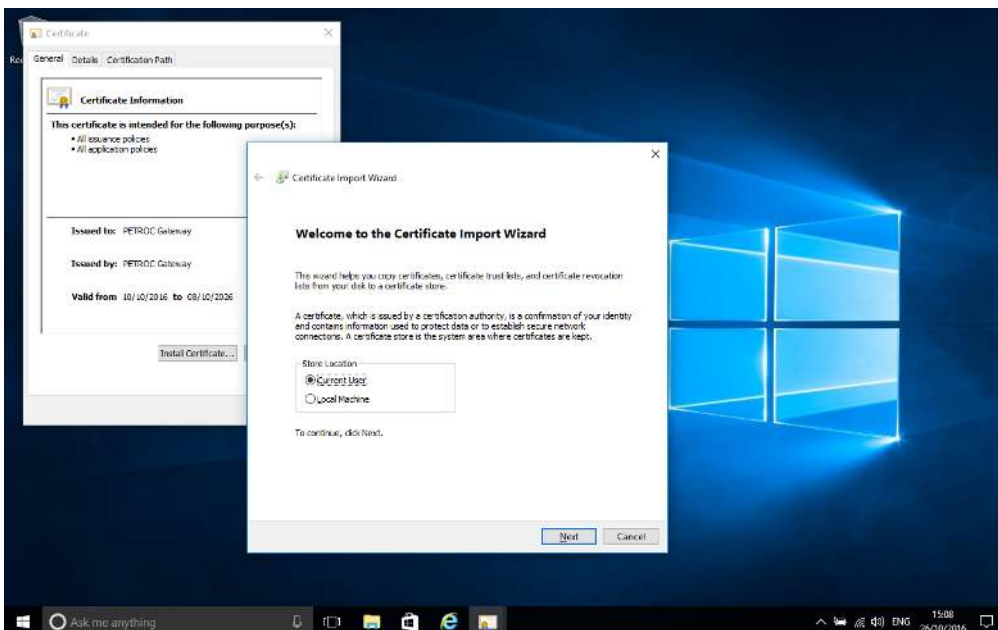 Certificate
General Details Certification Path
Certificate Information
This certificate is intended for the following purpose(s):
• All issuance policies
• All application policies
Issued to: PETROC Gateway
Issued by: PETROC Gateway
Valid from 10/10/2016 to 08/10/2026
Install Certificate...
Certificate Import Wizard
Welcome to the Certificate Import Wizard
This wizard helps you copy certificates, certificate trust lists, and certificate revocation
lists from your disk to a certificate store.
A certificate, which is issued by a certification authority, is a confirmation of your identity
and contains information used to protect data or to establish secure network
connections. A certificate store is the system area where certificates are kept.
Store Location
Current User
Local Machine
To continue, click Next.
Next Cancel
Ask me anything
ENG
15:08
26/10/2016